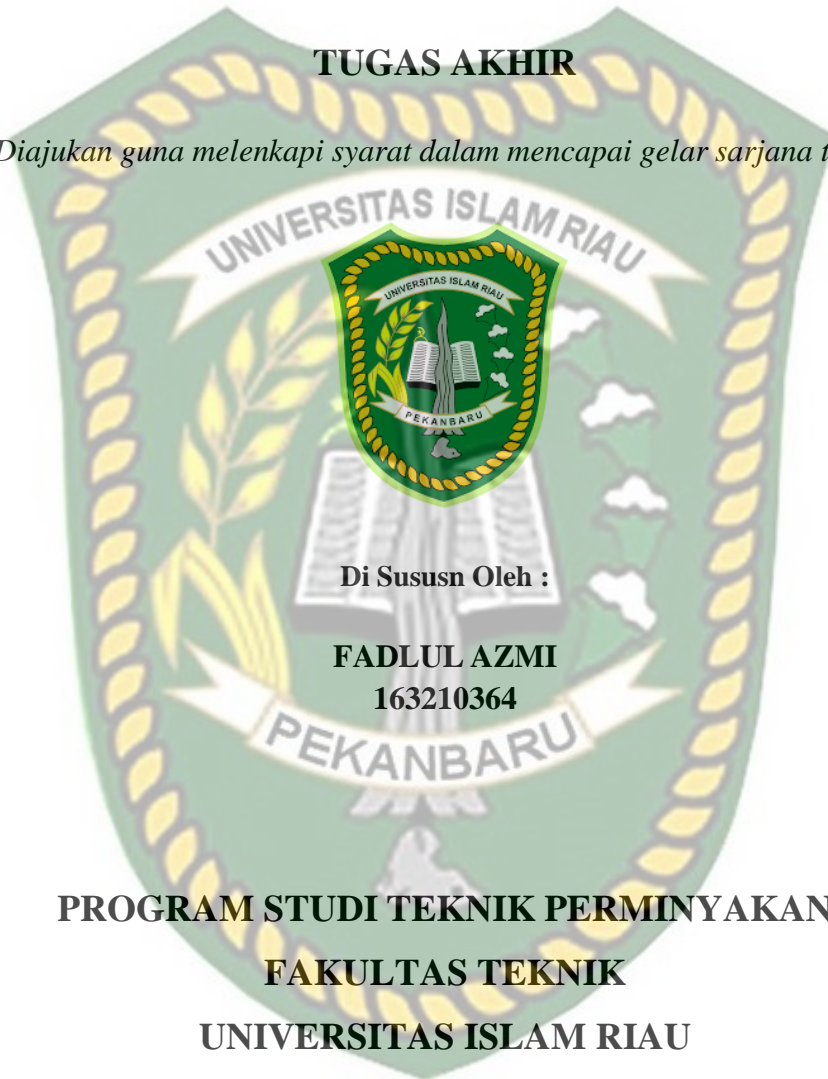 TUGAS AKHIR
Diajukan guna melenkapi syarat dalam mencapai gelar sarjana
UNIVERSITAS ISLAM RIAU
UNIVERSITAS ISLAM RIAU
PEKANBARU
Di Sususn Oleh :
FADLUL AZMI
163210364
PEKANBARU
PROGRAM STUDI TEKNIK PERMINYAKAN
FAKULTAS TEKNIK
UNIVERSITAS ISLAM RIAU